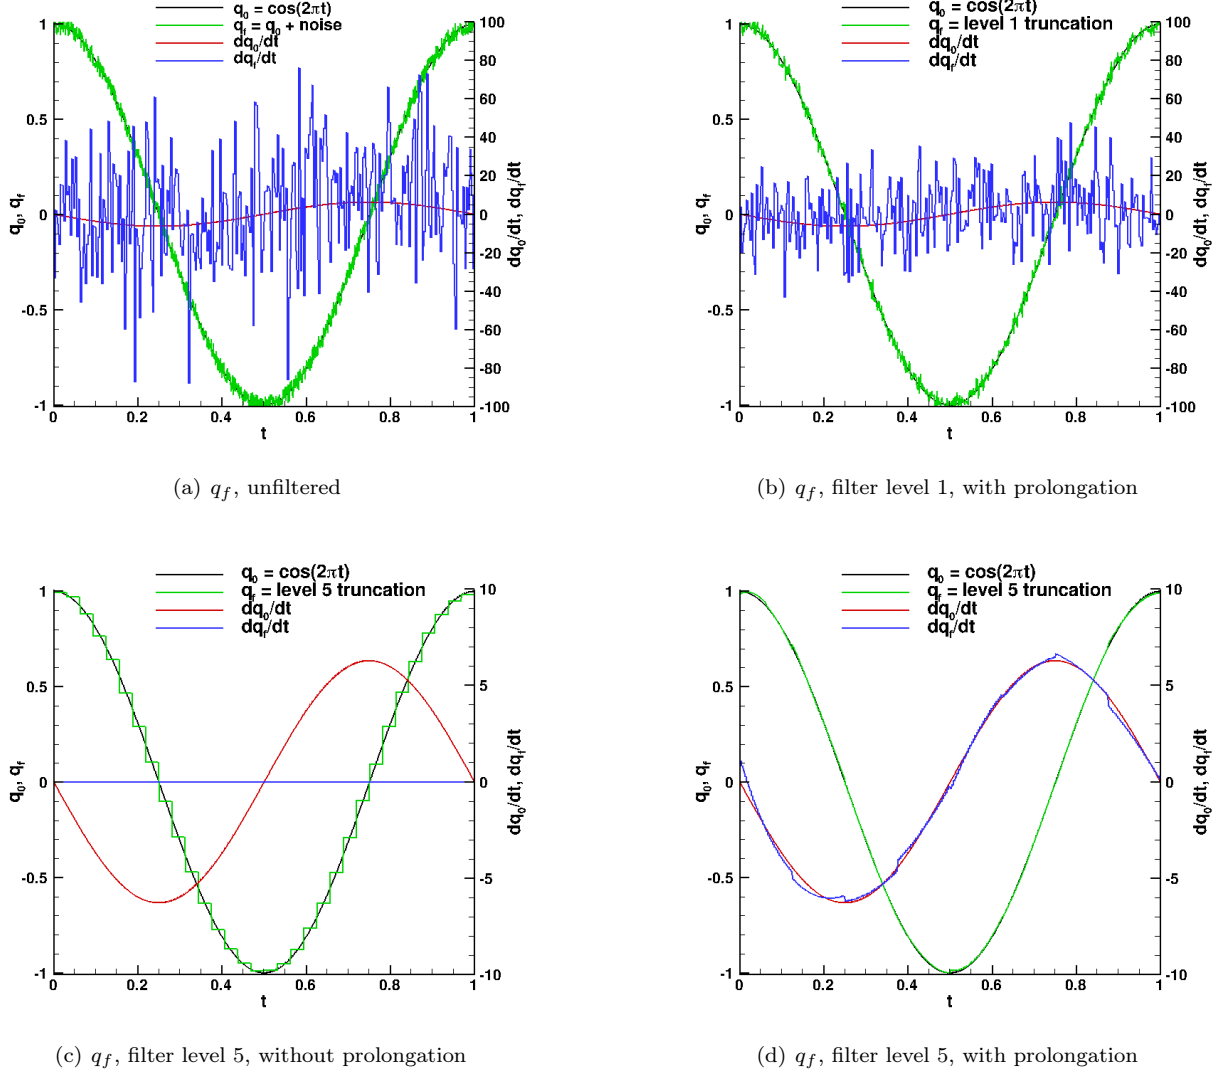 q₀ = cos(2πt)
q_f = q₀ + noise
dq₀/dt
dq_f/dt
1
0.5
0
-0.5
-1
q₀, q_f
100
80
60
40
20
0
-20
-40
-60
-80
-100
dq₀/dt, dq_f/dt
0 0.2 0.4 0.6 0.8 1
t
(a) q_f, unfiltered
q₀ = cos(2πt)
q_f = level 1 truncation
dq₀/dt
dq_f/dt
1
0.5
0
-0.5
-1
q₀, q_f
100
80
60
40
20
0
-20
-40
-60
-80
-100
dq₀/dt, dq_f/dt
0 0.2 0.4 0.6 0.8 1
t
(b) q_f, filter level 1, with prolongation
q₀ = cos(2πt)
q_f = level 5 truncation
dq₀/dt
dq_f/dt
1
0.5
0
-0.5
-1
q₀, q_f
10
5
0
-5
-10
dq₀/dt, dq_f/dt
0 0.2 0.4 0.6 0.8 1
t
(c) q_f, filter level 5, without prolongation
q₀ = cos(2πt)
q_f = level 5 truncation
dq₀/dt
dq_f/dt
1
0.5
0
-0.5
-1
q₀, q_f
10
5
0
-5
-10
dq₀/dt, dq_f/dt
0 0.2 0.4 0.6 0.8 1
t
(d) q_f, filter level 5, with prolongation